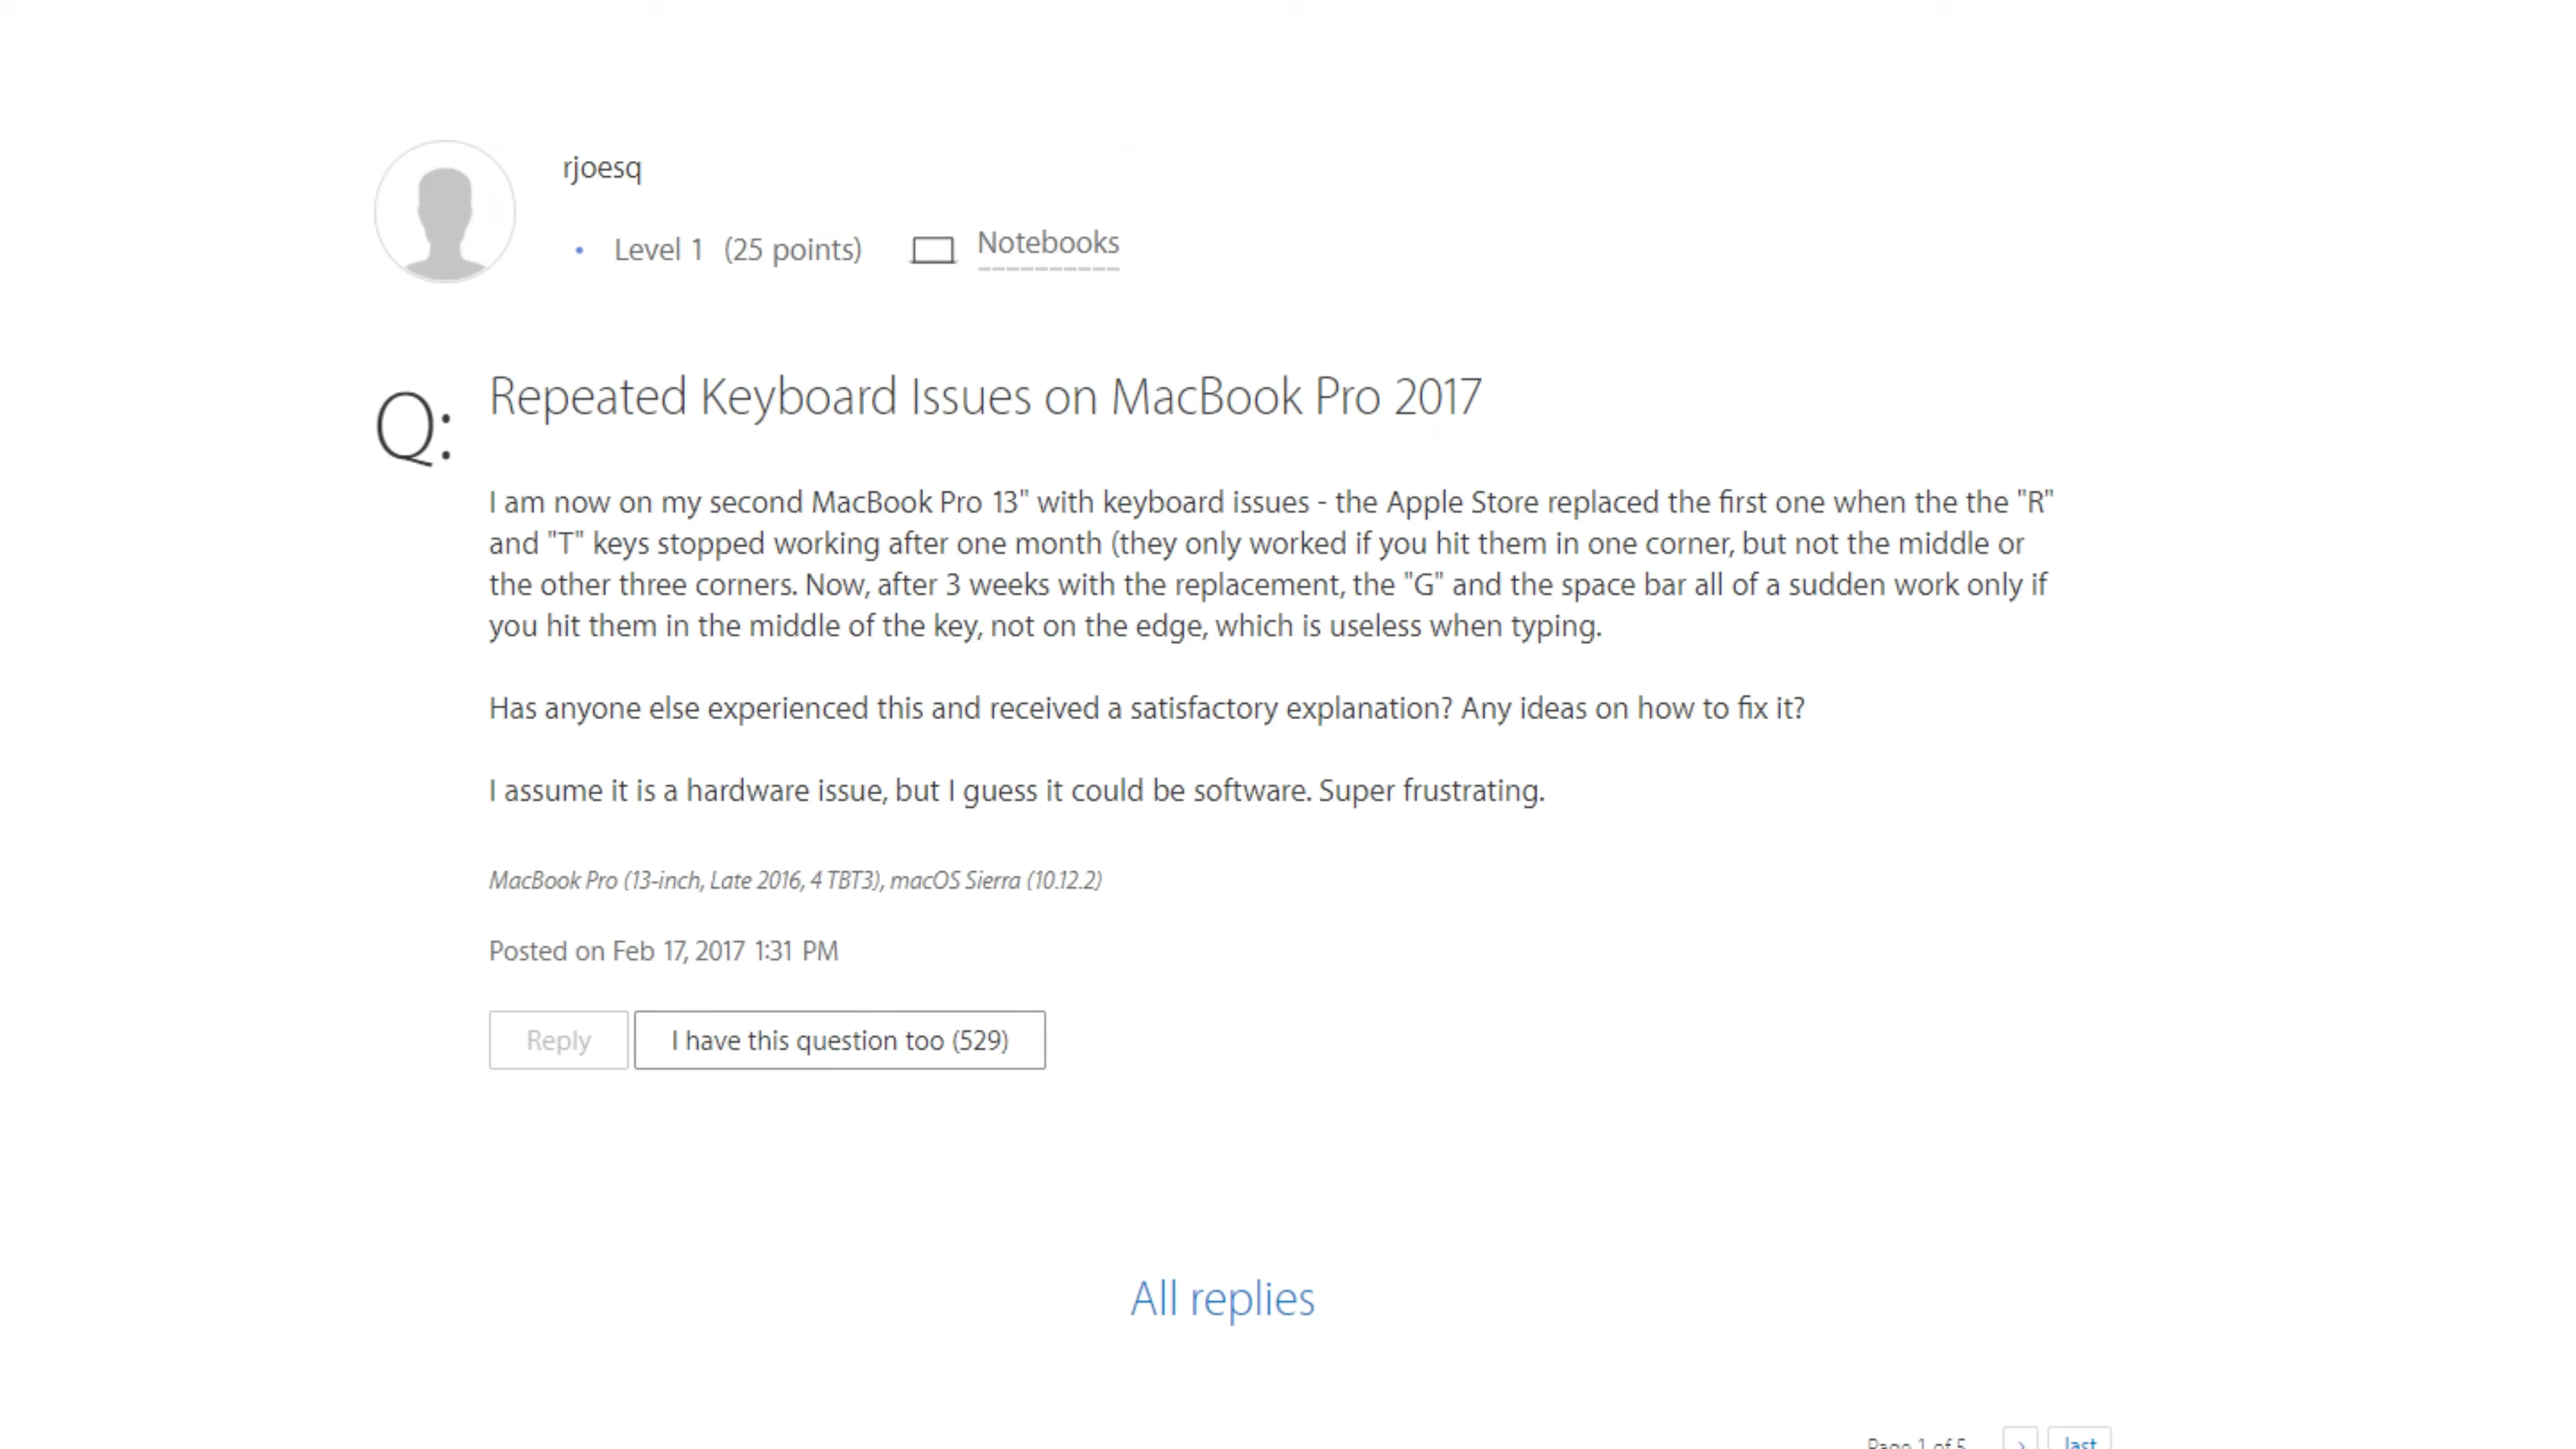 rjoesq
• Level 1 (25 points) Notebooks
Q: Repeated Keyboard Issues on MacBook Pro 2017
I am now on my second MacBook Pro 13" with keyboard issues - the Apple Store replaced the first one when the the "R"
and "T" keys stopped working after one month (they only worked if you hit them in one corner, but not the middle or
the other three corners. Now, after 3 weeks with the replacement, the "G" and the space bar all of a sudden work only if
you hit them in the middle of the key, not on the edge, which is useless when typing.
Has anyone else experienced this and received a satisfactory explanation? Any ideas on how to fix it?
I assume it is a hardware issue, but I guess it could be software. Super frustrating.
MacBook Pro (13-inch, Late 2016, 4 TBT3), macOS Sierra (10.12.2)
Posted on Feb 17, 2017 1:31 PM
Reply I have this question too (529)
All replies
Page 1 of 5 › last